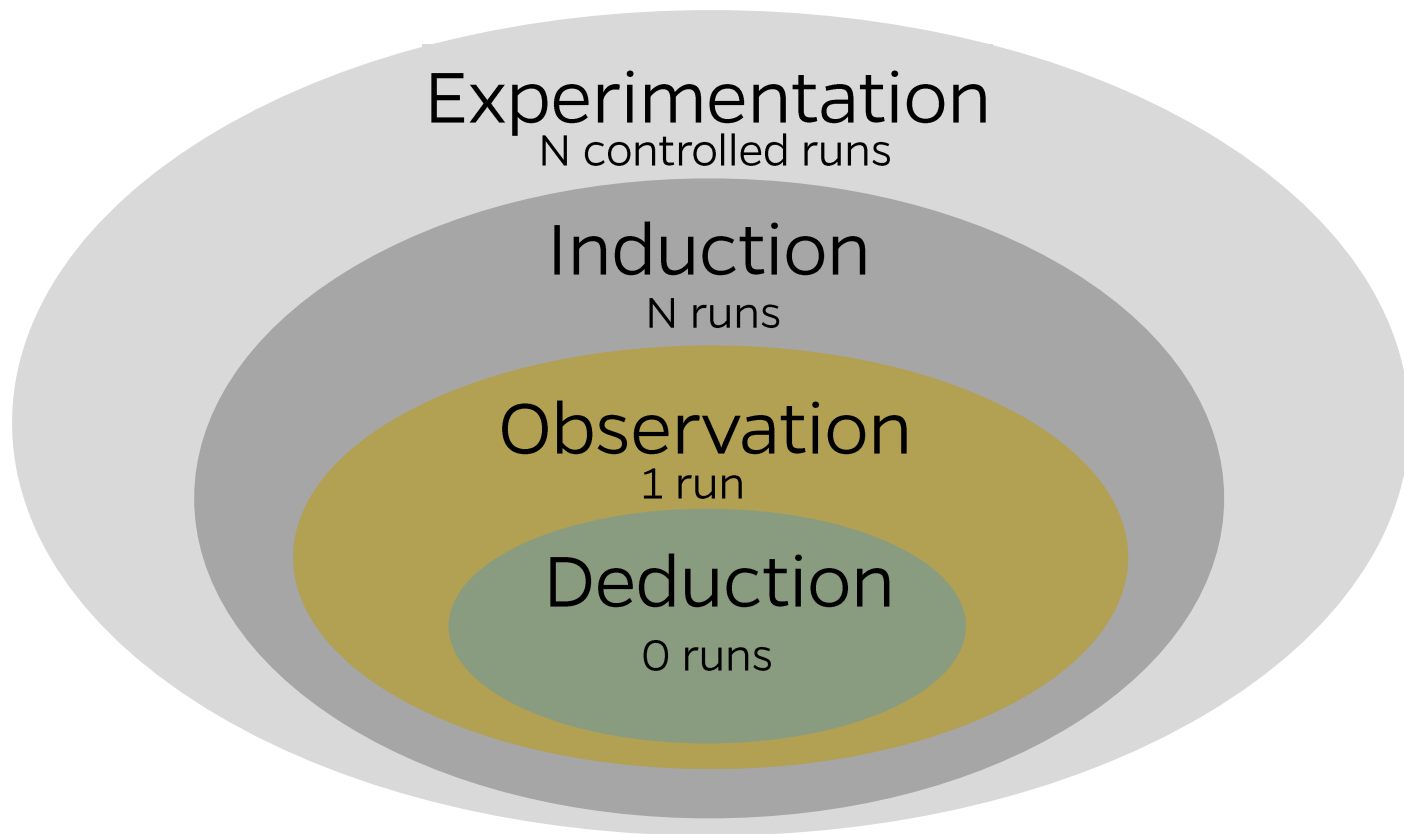 Experimentation
N controlled runs
Induction
N runs
Observation
1 run
Deduction
0 runs